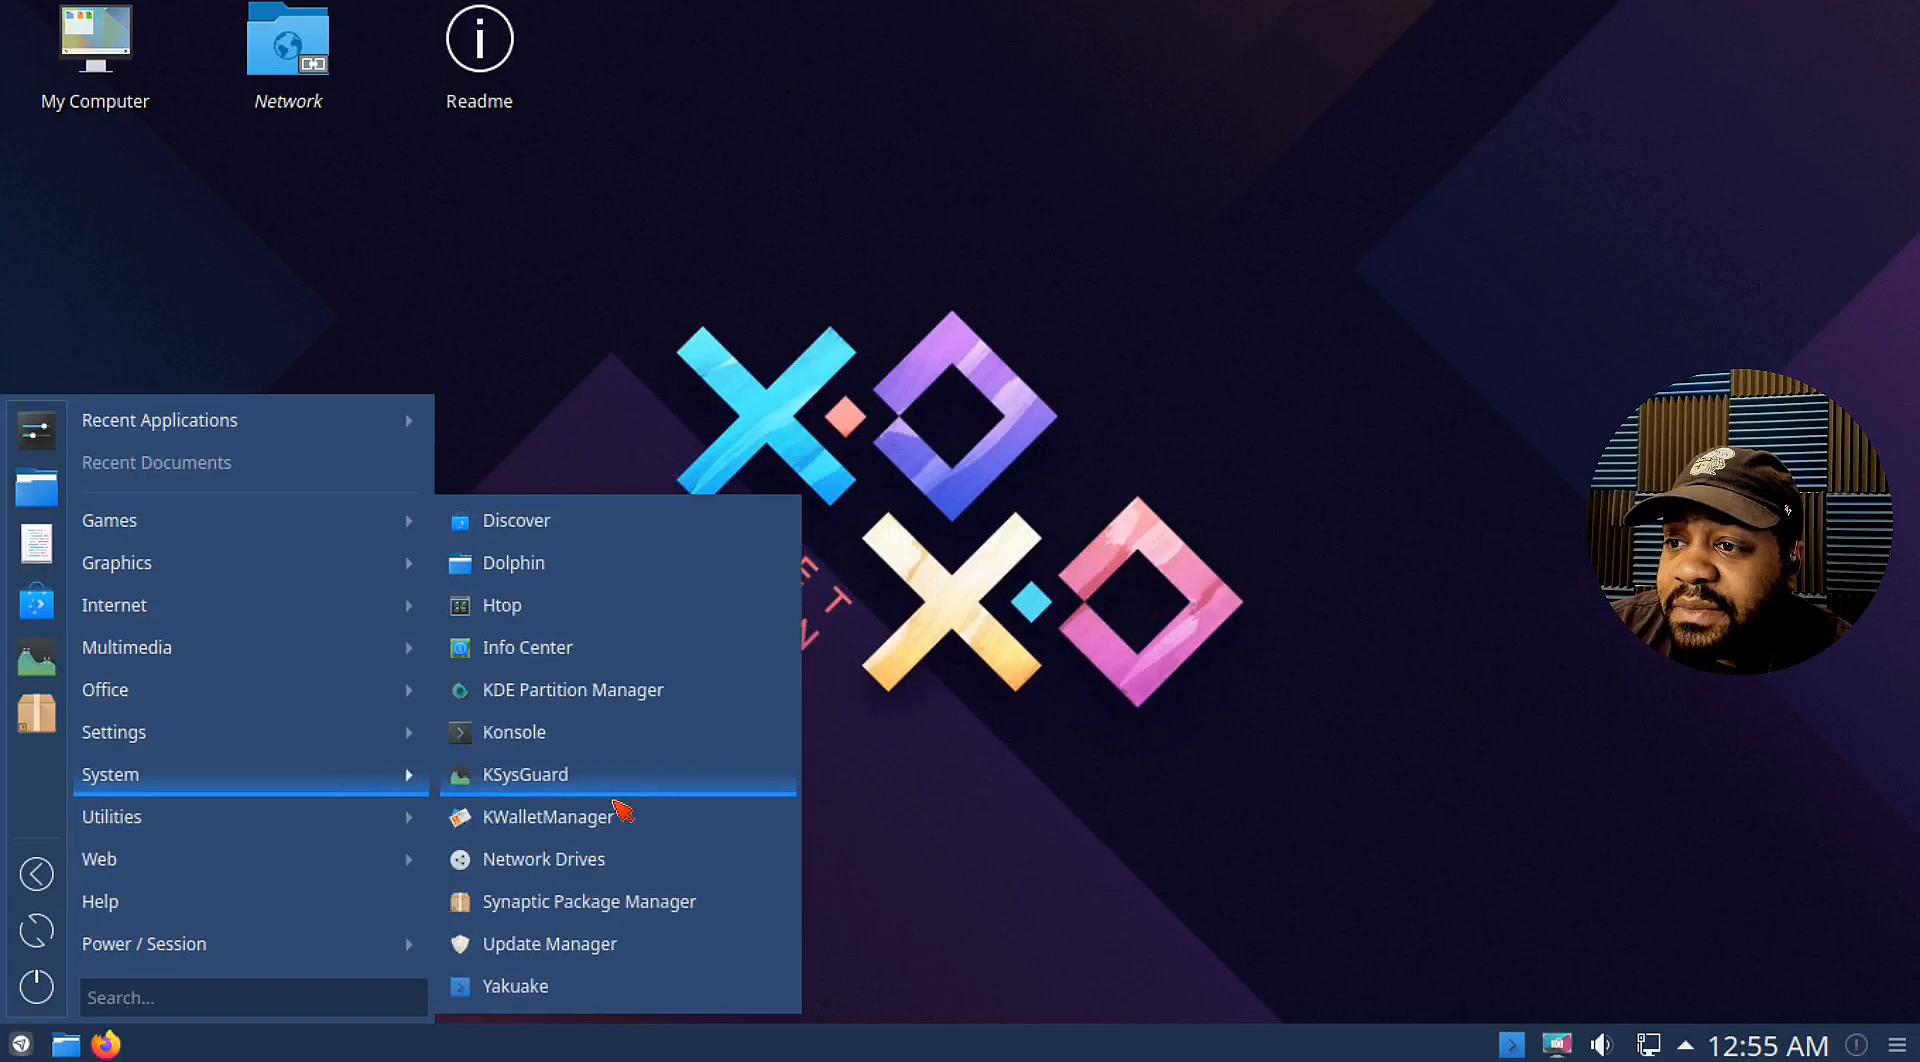 My Computer
Network
Readme
Recent Applications
Recent Documents
Games
Graphics
Internet
Multimedia
Office
Settings
System
Utilities
Web
Help
Power / Session
Search...
Discover
Dolphin
Htop
Info Center
KDE Partition Manager
Konsole
KSysGuard
KWalletManager
Network Drives
Synaptic Package Manager
Update Manager
Yakuake
X O
E
T
N
X O
12:55 AM